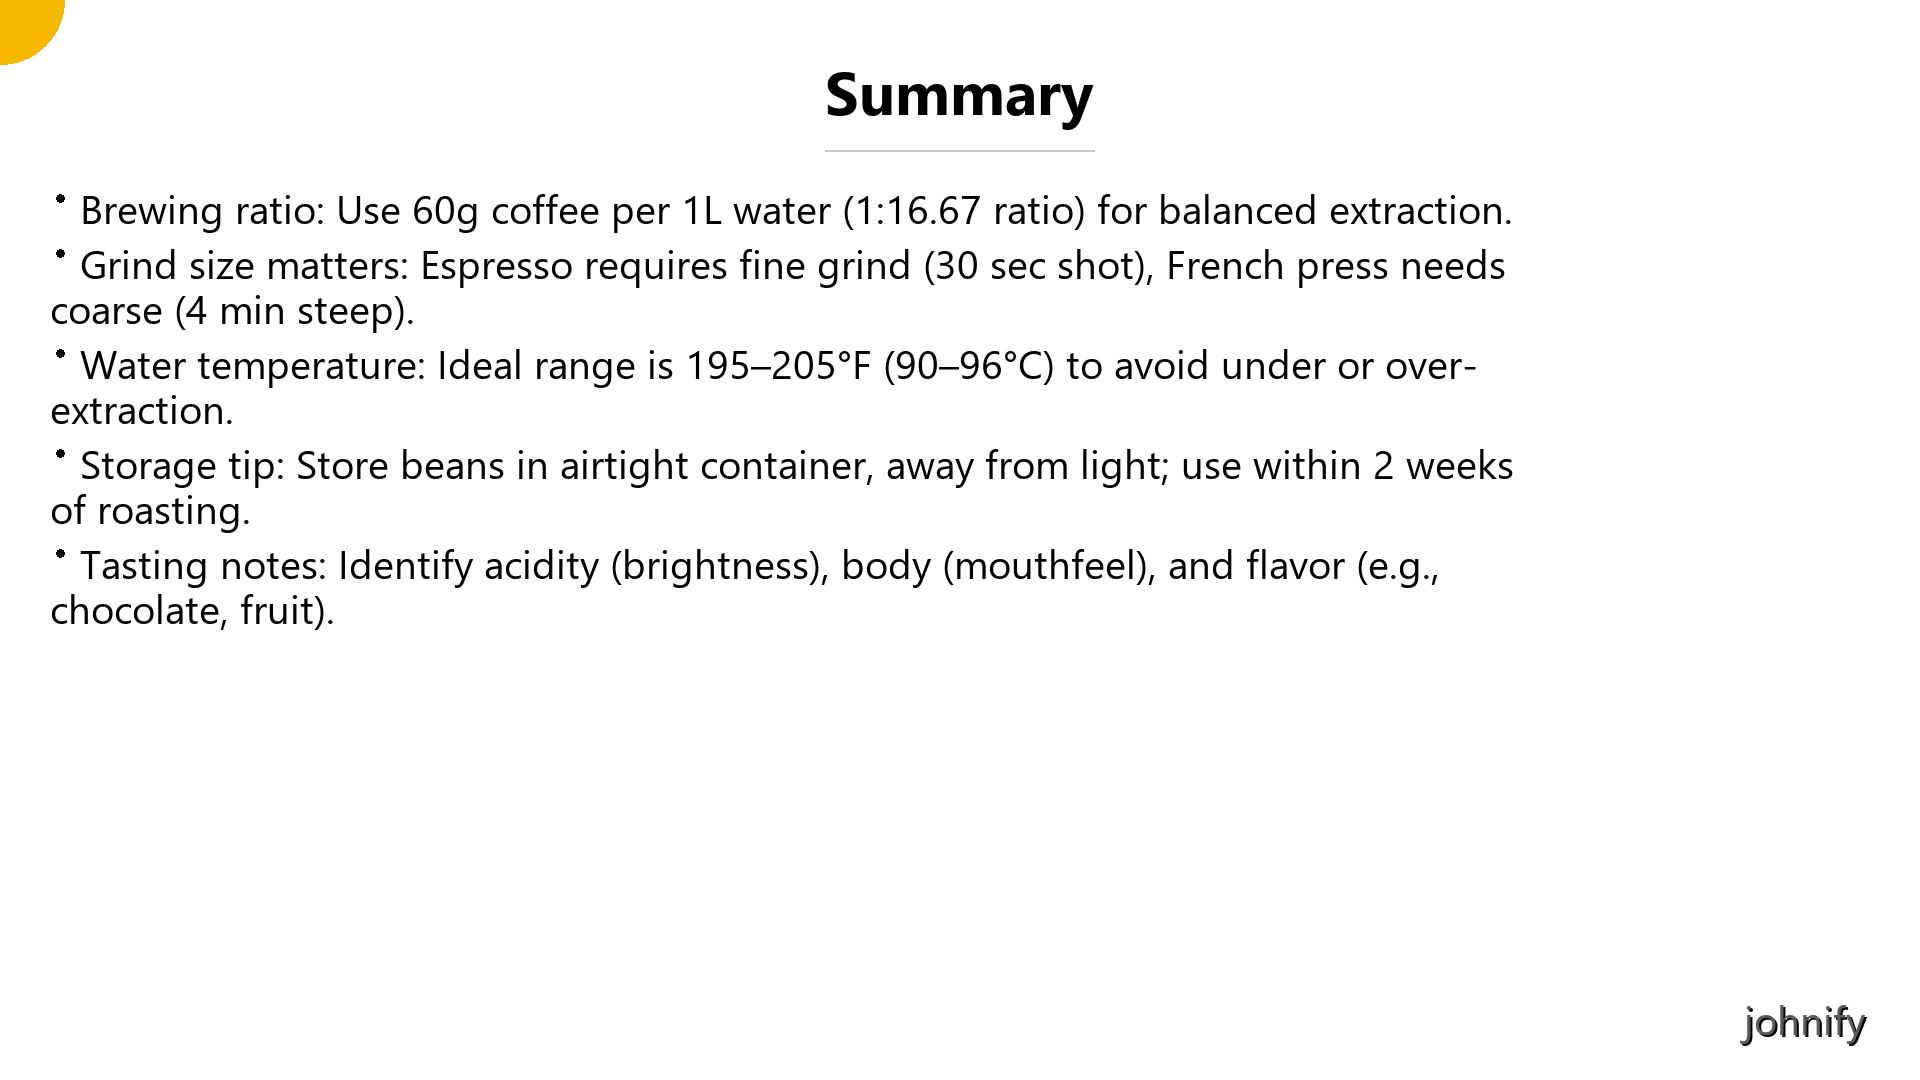 Summary
• Brewing ratio: Use 60g coffee per 1L water (1:16.67 ratio) for balanced extraction.
• Grind size matters: Espresso requires fine grind (30 sec shot), French press needs
coarse (4 min steep).
• Water temperature: Ideal range is 195–205°F (90–96°C) to avoid under or over-
extraction.
• Storage tip: Store beans in airtight container, away from light; use within 2 weeks
of roasting.
• Tasting notes: Identify acidity (brightness), body (mouthfeel), and flavor (e.g.,
chocolate, fruit).
johnify